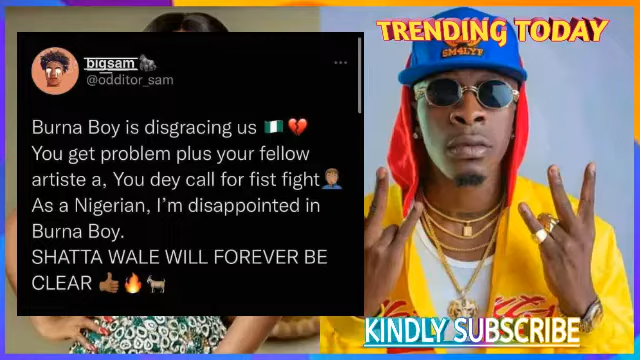 TRENDING TODAY
SM4LYF
bigsam 🦍
@odditor_sam
Burna Boy is disgracing us 🇳🇬💔
You get problem plus your fellow
artiste a, You dey call for fist fight🤦🏽‍♂️
As a Nigerian, I'm disappointed in
Burna Boy.
SHATTA WALE WILL FOREVER BE
CLEAR 👍🏾🔥🐐
KINDLY SUBSCRIBE